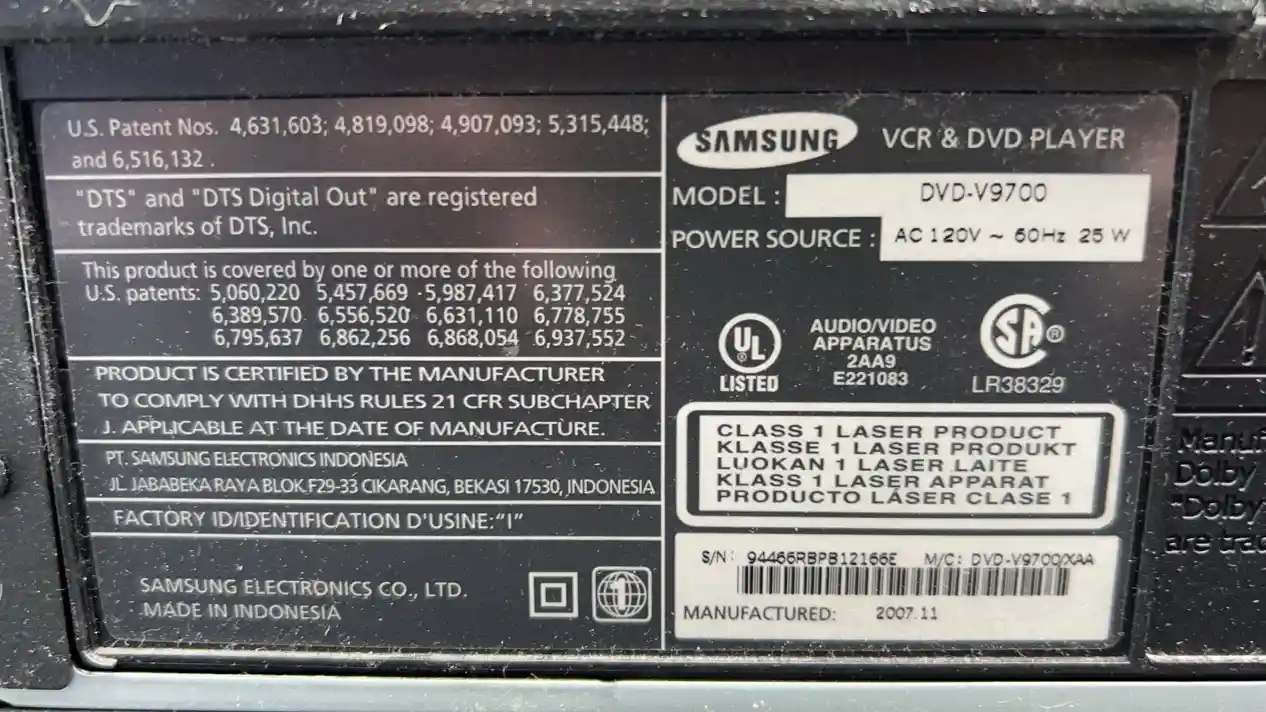 U.S. Patent Nos. 4,631,603; 4,819,098; 4,907,093; 5,315,448;
and 6,516,132 .
"DTS" and "DTS Digital Out" are registered
trademarks of DTS, Inc.
This product is covered by one or more of the following
U.S. patents: 5,060,220 5,457,669 5,987,417 6,377,524
6,389,570 6,556,520 6,631,110 6,778,755
6,795,637 6,862,256 6,868,054 6,937,552
PRODUCT IS CERTIFIED BY THE MANUFACTURER
TO COMPLY WITH DHHS RULES 21 CFR SUBCHAPTER
J. APPLICABLE AT THE DATE OF MANUFACTURE.
PT. SAMSUNG ELECTRONICS INDONESIA
JL. JABABEKA RAYA BLOK F29-33 CIKARANG, BEKASI 17530, INDONESIA
FACTORY ID/IDENTIFICATION D'USINE:"I"
SAMSUNG ELECTRONICS CO., LTD.
MADE IN INDONESIA
1
SAMSUNG VCR & DVD PLAYER
MODEL : DVD-V9700
POWER SOURCE : AC 120V ~ 60Hz 25 W
UL ®
LISTED
AUDIO/VIDEO
APPARATUS
2AA9
E221083
SA ®
LR38329
CLASS 1 LASER PRODUCT
KLASSE 1 LASER PRODUKT
LUOKAN 1 LASER LAITE
KLASS 1 LASER APPARAT
PRODUCTO LÁSER CLASE 1
S/N: 94466RBPB12166E M/C: DVD-V9700/XAA
MANUFACTURED: 2007.11
Manuf
Dolby
"Dolby
are trad